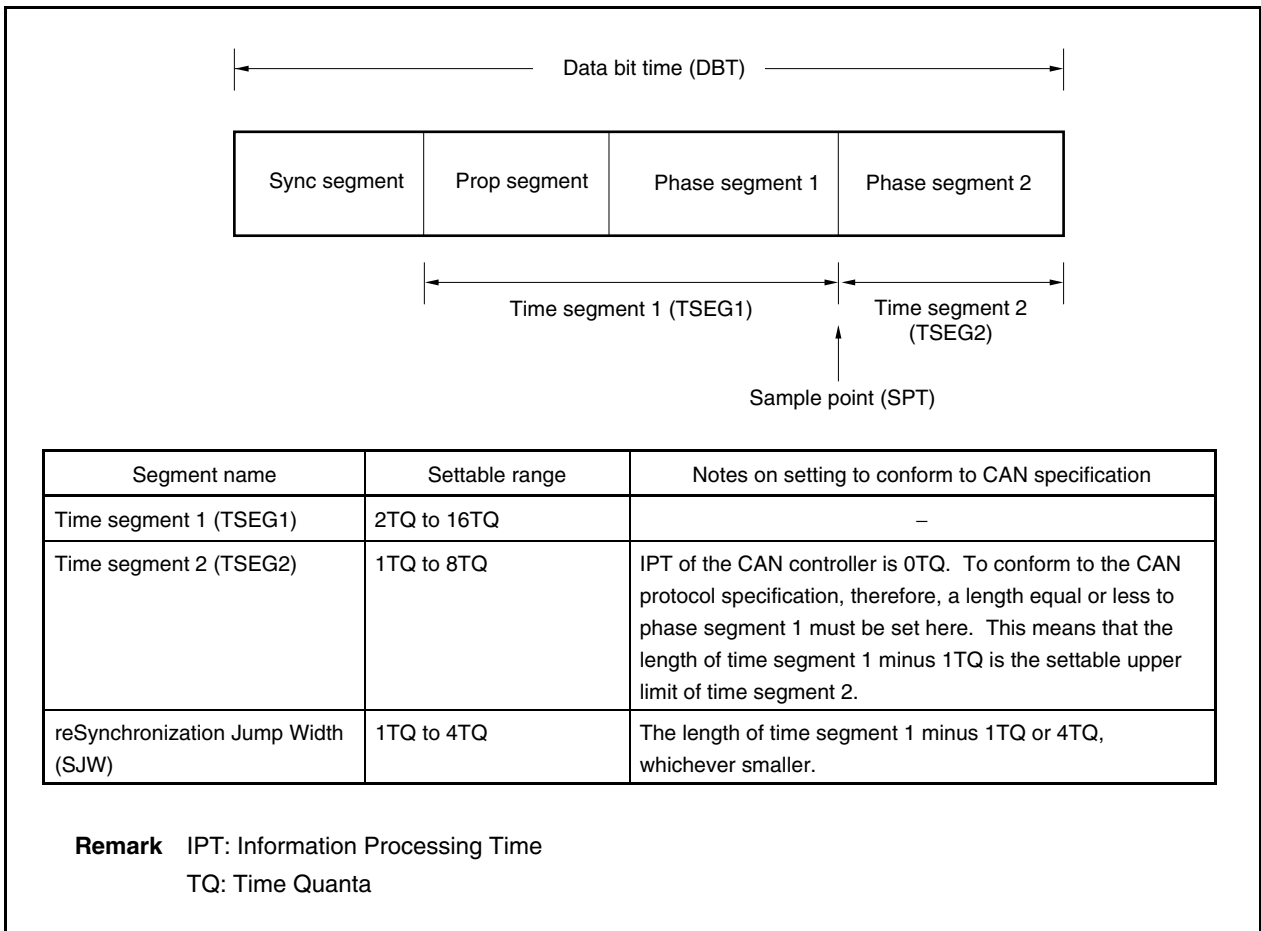 Data bit time (DBT)
Sync segment
Prop segment
Phase segment 1
Phase segment 2
Time segment 1 (TSEG1)
Time segment 2
(TSEG2)
Sample point (SPT)
Segment name
Settable range
Notes on setting to conform to CAN specification
Time segment 1 (TSEG1)
2TQ to 16TQ
–
Time segment 2 (TSEG2)
1TQ to 8TQ
IPT of the CAN controller is 0TQ. To conform to the CAN
protocol specification, therefore, a length equal or less to
phase segment 1 must be set here. This means that the
length of time segment 1 minus 1TQ is the settable upper
limit of time segment 2.
reSynchronization Jump Width
(SJW)
1TQ to 4TQ
The length of time segment 1 minus 1TQ or 4TQ,
whichever smaller.
Remark IPT: Information Processing Time
TQ: Time Quanta